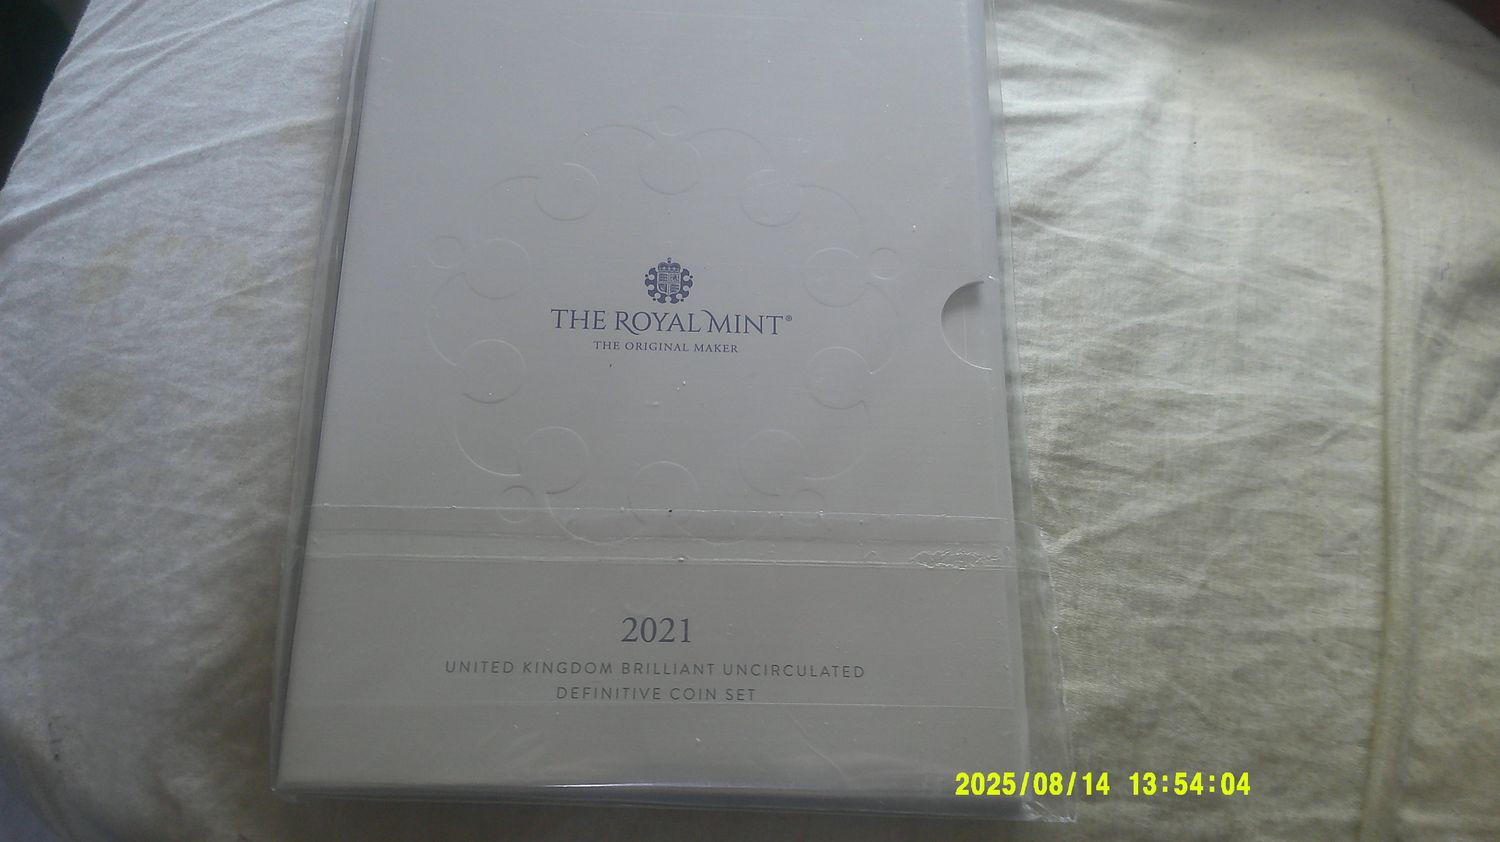 THE ROYAL MINT®
THE ORIGINAL MAKER
2021
UNITED KINGDOM BRILLIANT UNCIRCULATED
DEFINITIVE COIN SET
2025/08/14 13:54:04